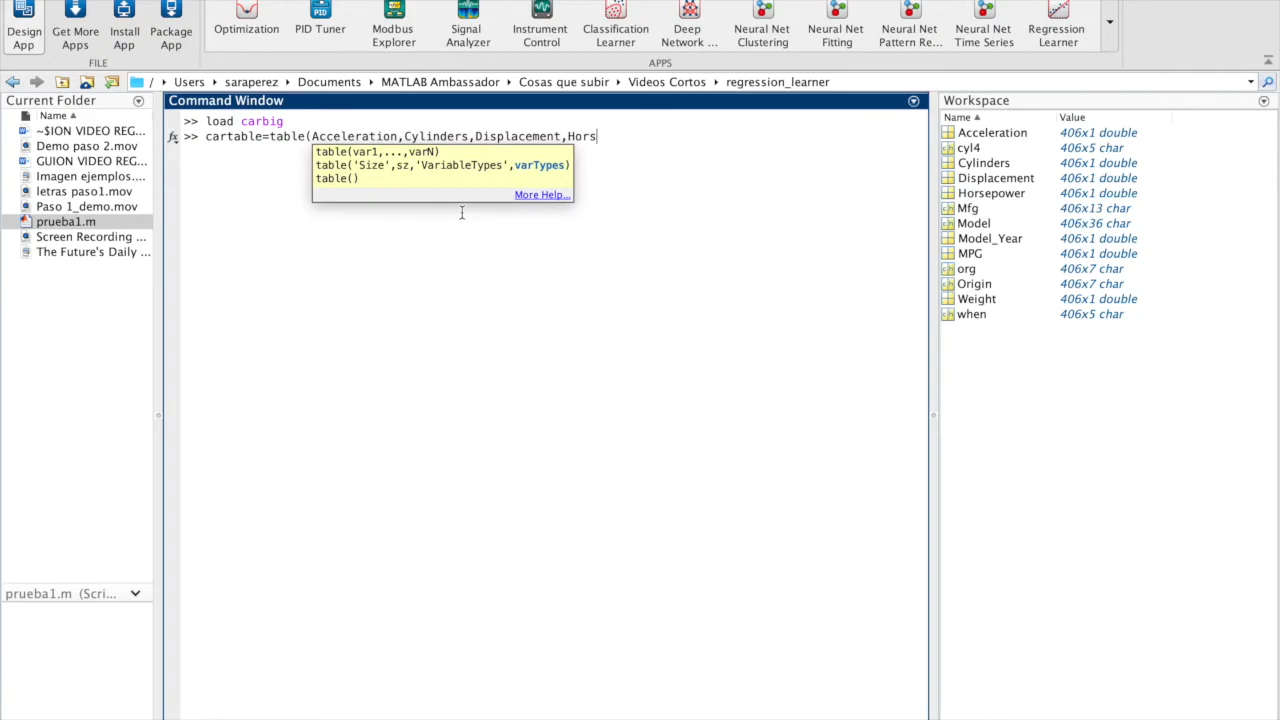 Design App
Get More Apps
Install App
Package App
Optimization
PID Tuner
Modbus Explorer
Signal Analyzer
Instrument Control
Classification Learner
Deep Network ...
Neural Net Clustering
Neural Net Fitting
Neural Net Pattern Re...
Neural Net Time Series
Regression Learner
FILE
APPS
/ ▸ Users ▸ saraperez ▸ Documents ▸ MATLAB Ambassador ▸ Cosas que subir ▸ Videos Cortos ▸ regression_learner
Current Folder
Name
~$ION VIDEO REG...
Demo paso 2.mov
GUION VIDEO REG...
Imagen ejemplos....
letras paso1.mov
Paso 1_demo.mov
prueba1.m
Screen Recording ...
The Future's Daily ...
prueba1.m (Scri...
Command Window
>> load carbig
fx >> cartable=table(Acceleration,Cylinders,Displacement,Hors
table(var1,...,varN)
table('Size',sz,'VariableTypes',varTypes)
table()
More Help...
Workspace
Name Value
Acceleration 406x1 double
cyl4 406x5 char
Cylinders 406x1 double
Displacement 406x1 double
Horsepower 406x1 double
Mfg 406x13 char
Model 406x36 char
Model_Year 406x1 double
MPG 406x1 double
org 406x7 char
Origin 406x7 char
Weight 406x1 double
when 406x5 char